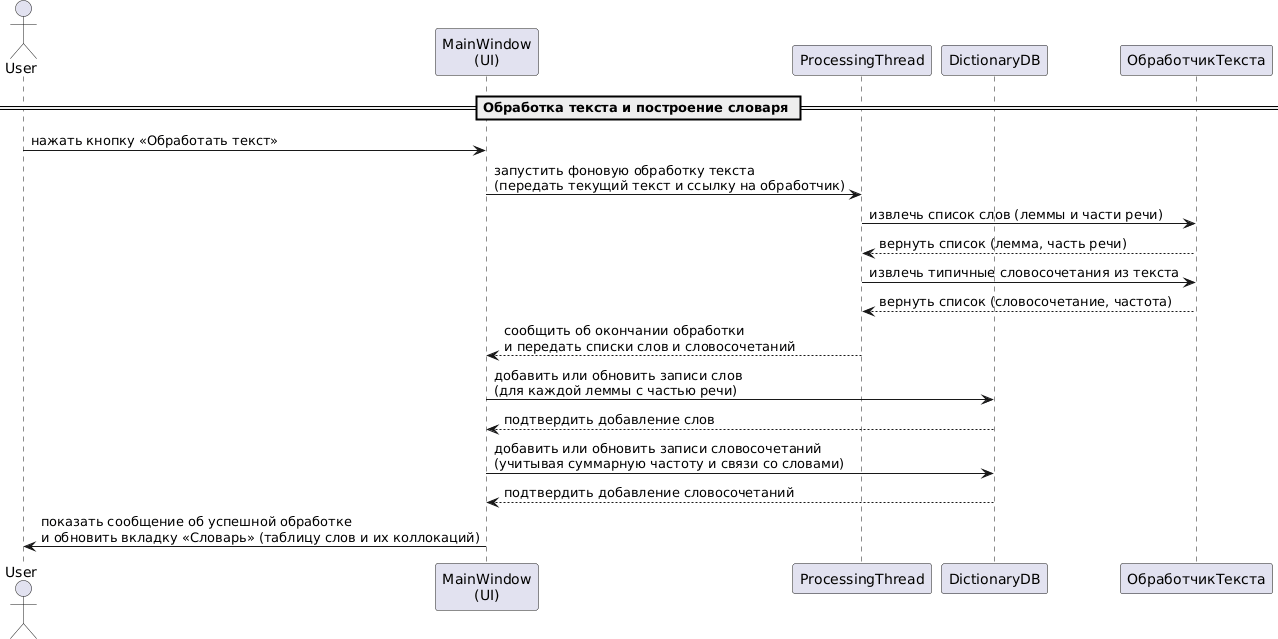 User
MainWindow
(UI)
ProcessingThread
DictionaryDB
ОбработчикТекста
Обработка текста и построение словаря
нажать кнопку «Обработать текст»
запустить фоновую обработку текста
(передать текущий текст и ссылку на обработчик)
извлечь список слов (леммы и части речи)
вернуть список (лемма, часть речи)
извлечь типичные словосочетания из текста
вернуть список (словосочетание, частота)
сообщить об окончании обработки
и передать списки слов и словосочетаний
добавить или обновить записи слов
(для каждой леммы с частью речи)
подтвердить добавление слов
добавить или обновить записи словосочетаний
(учитывая суммарную частоту и связи со словами)
подтвердить добавление словосочетаний
показать сообщение об успешной обработке
и обновить вкладку «Словарь» (таблицу слов и их коллокаций)
User
MainWindow
(UI)
ProcessingThread
DictionaryDB
ОбработчикТекста